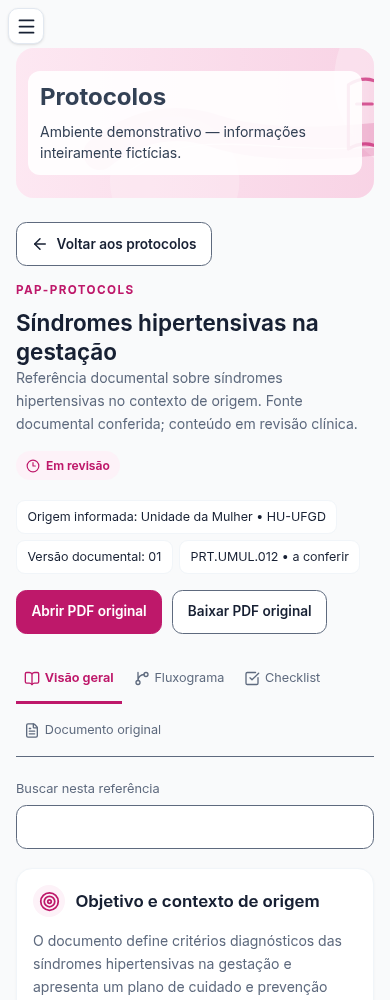 Protocolos
Ambiente demonstrativo — informações
inteiramente fictícias.
Voltar aos protocolos
PAP-PROTOCOLS
Síndromes hipertensivas na
gestação
Referência documental sobre síndromes
hipertensivas no contexto de origem. Fonte
documental conferida; conteúdo em revisão clínica.
Em revisão
Origem informada: Unidade da Mulher • HU-UFGD
Versão documental: 01
PRT.UMUL.012 • a conferir
Abrir PDF original
Baixar PDF original
Visão geral
Fluxograma
Checklist
Documento original
Buscar nesta referência
Objetivo e contexto de origem
O documento define critérios diagnósticos das
síndromes hipertensivas na gestação e
apresenta um plano de cuidado e prevenção